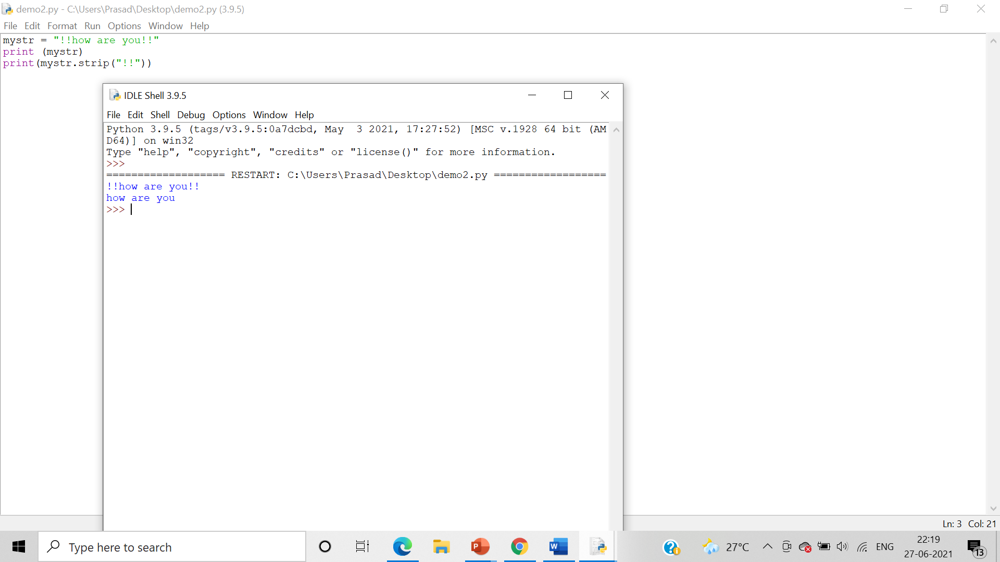 demo2.py - C:\Users\Prasad\Desktop\demo2.py (3.9.5)
File Edit Format Run Options Window Help
mystr = "!!how are you!!"
print (mystr)
print(mystr.strip("!!"))
IDLE Shell 3.9.5
File Edit Shell Debug Options Window Help
Python 3.9.5 (tags/v3.9.5:0a7dcbd, May  3 2021, 17:27:52) [MSC v.1928 64 bit (AM
D64)] on win32
Type "help", "copyright", "credits" or "license()" for more information.
>>>
=================== RESTART: C:\Users\Prasad\Desktop\demo2.py ==================
!!how are you!!
how are you
>>>
Ln: 3 Col: 21
Type here to search
P
W
27°C
ENG
22:19
27-06-2021
13